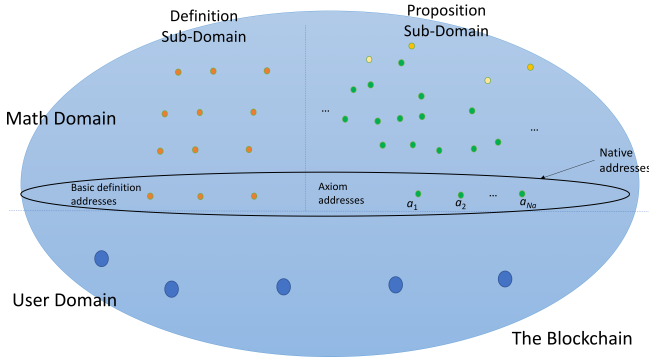 Definition
Sub-Domain
Proposition
Sub-Domain
Math Domain
...
...
Native
addresses
Basic definition
addresses
Axiom
addresses
...
a1 a2 aNa
User Domain
The Blockchain